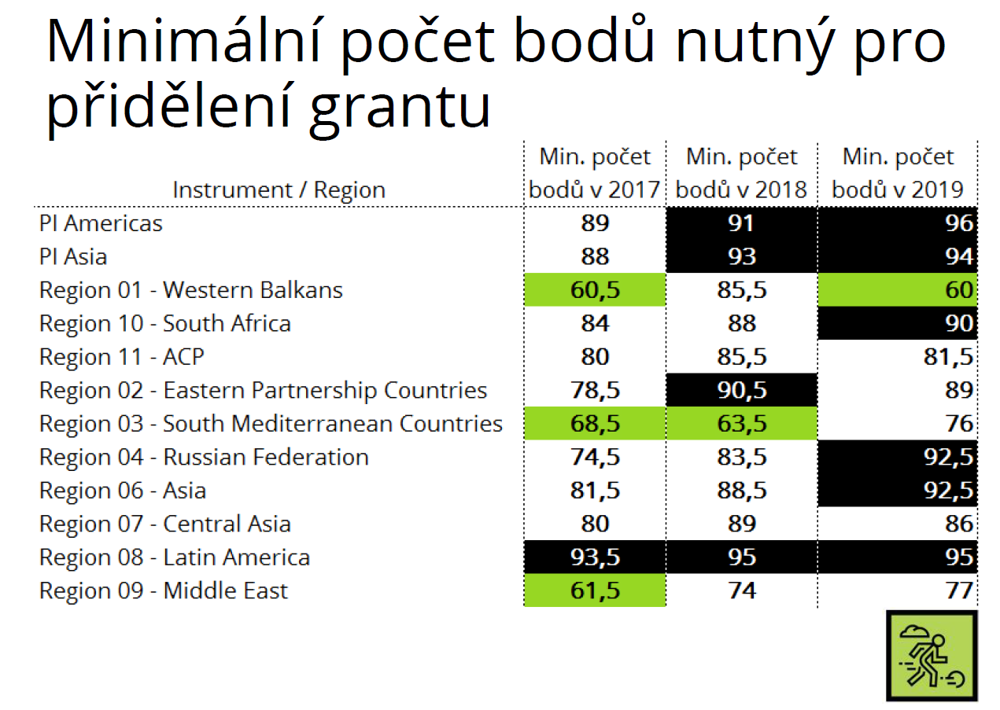 Minimální počet bodů nutný pro
přidělení grantu
Instrument / Region Min. počet bodů v 2017 Min. počet bodů v 2018 Min. počet bodů v 2019
PI Americas 89 91 96
PI Asia 88 93 94
Region 01 - Western Balkans 60,5 85,5 60
Region 10 - South Africa 84 88 90
Region 11 - ACP 80 85,5 81,5
Region 02 - Eastern Partnership Countries 78,5 90,5 89
Region 03 - South Mediterranean Countries 68,5 63,5 76
Region 04 - Russian Federation 74,5 83,5 92,5
Region 06 - Asia 81,5 88,5 92,5
Region 07 - Central Asia 80 89 86
Region 08 - Latin America 93,5 95 95
Region 09 - Middle East 61,5 74 77